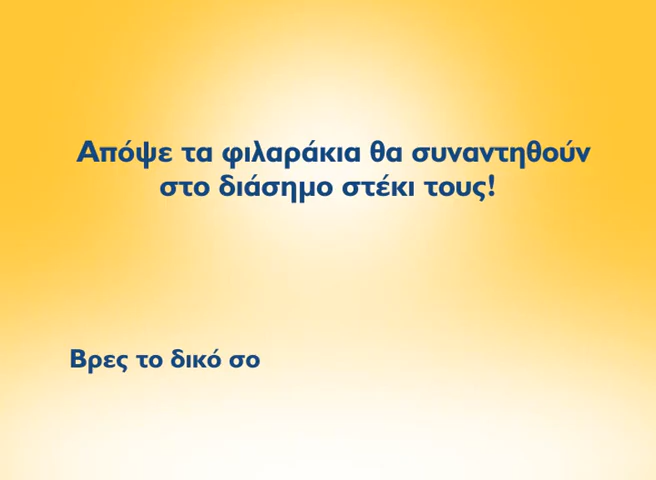 Απόψε τα φιλαράκια θα συναντηθούν
στο διάσημο στέκι τους!
Βρες το δικό σο